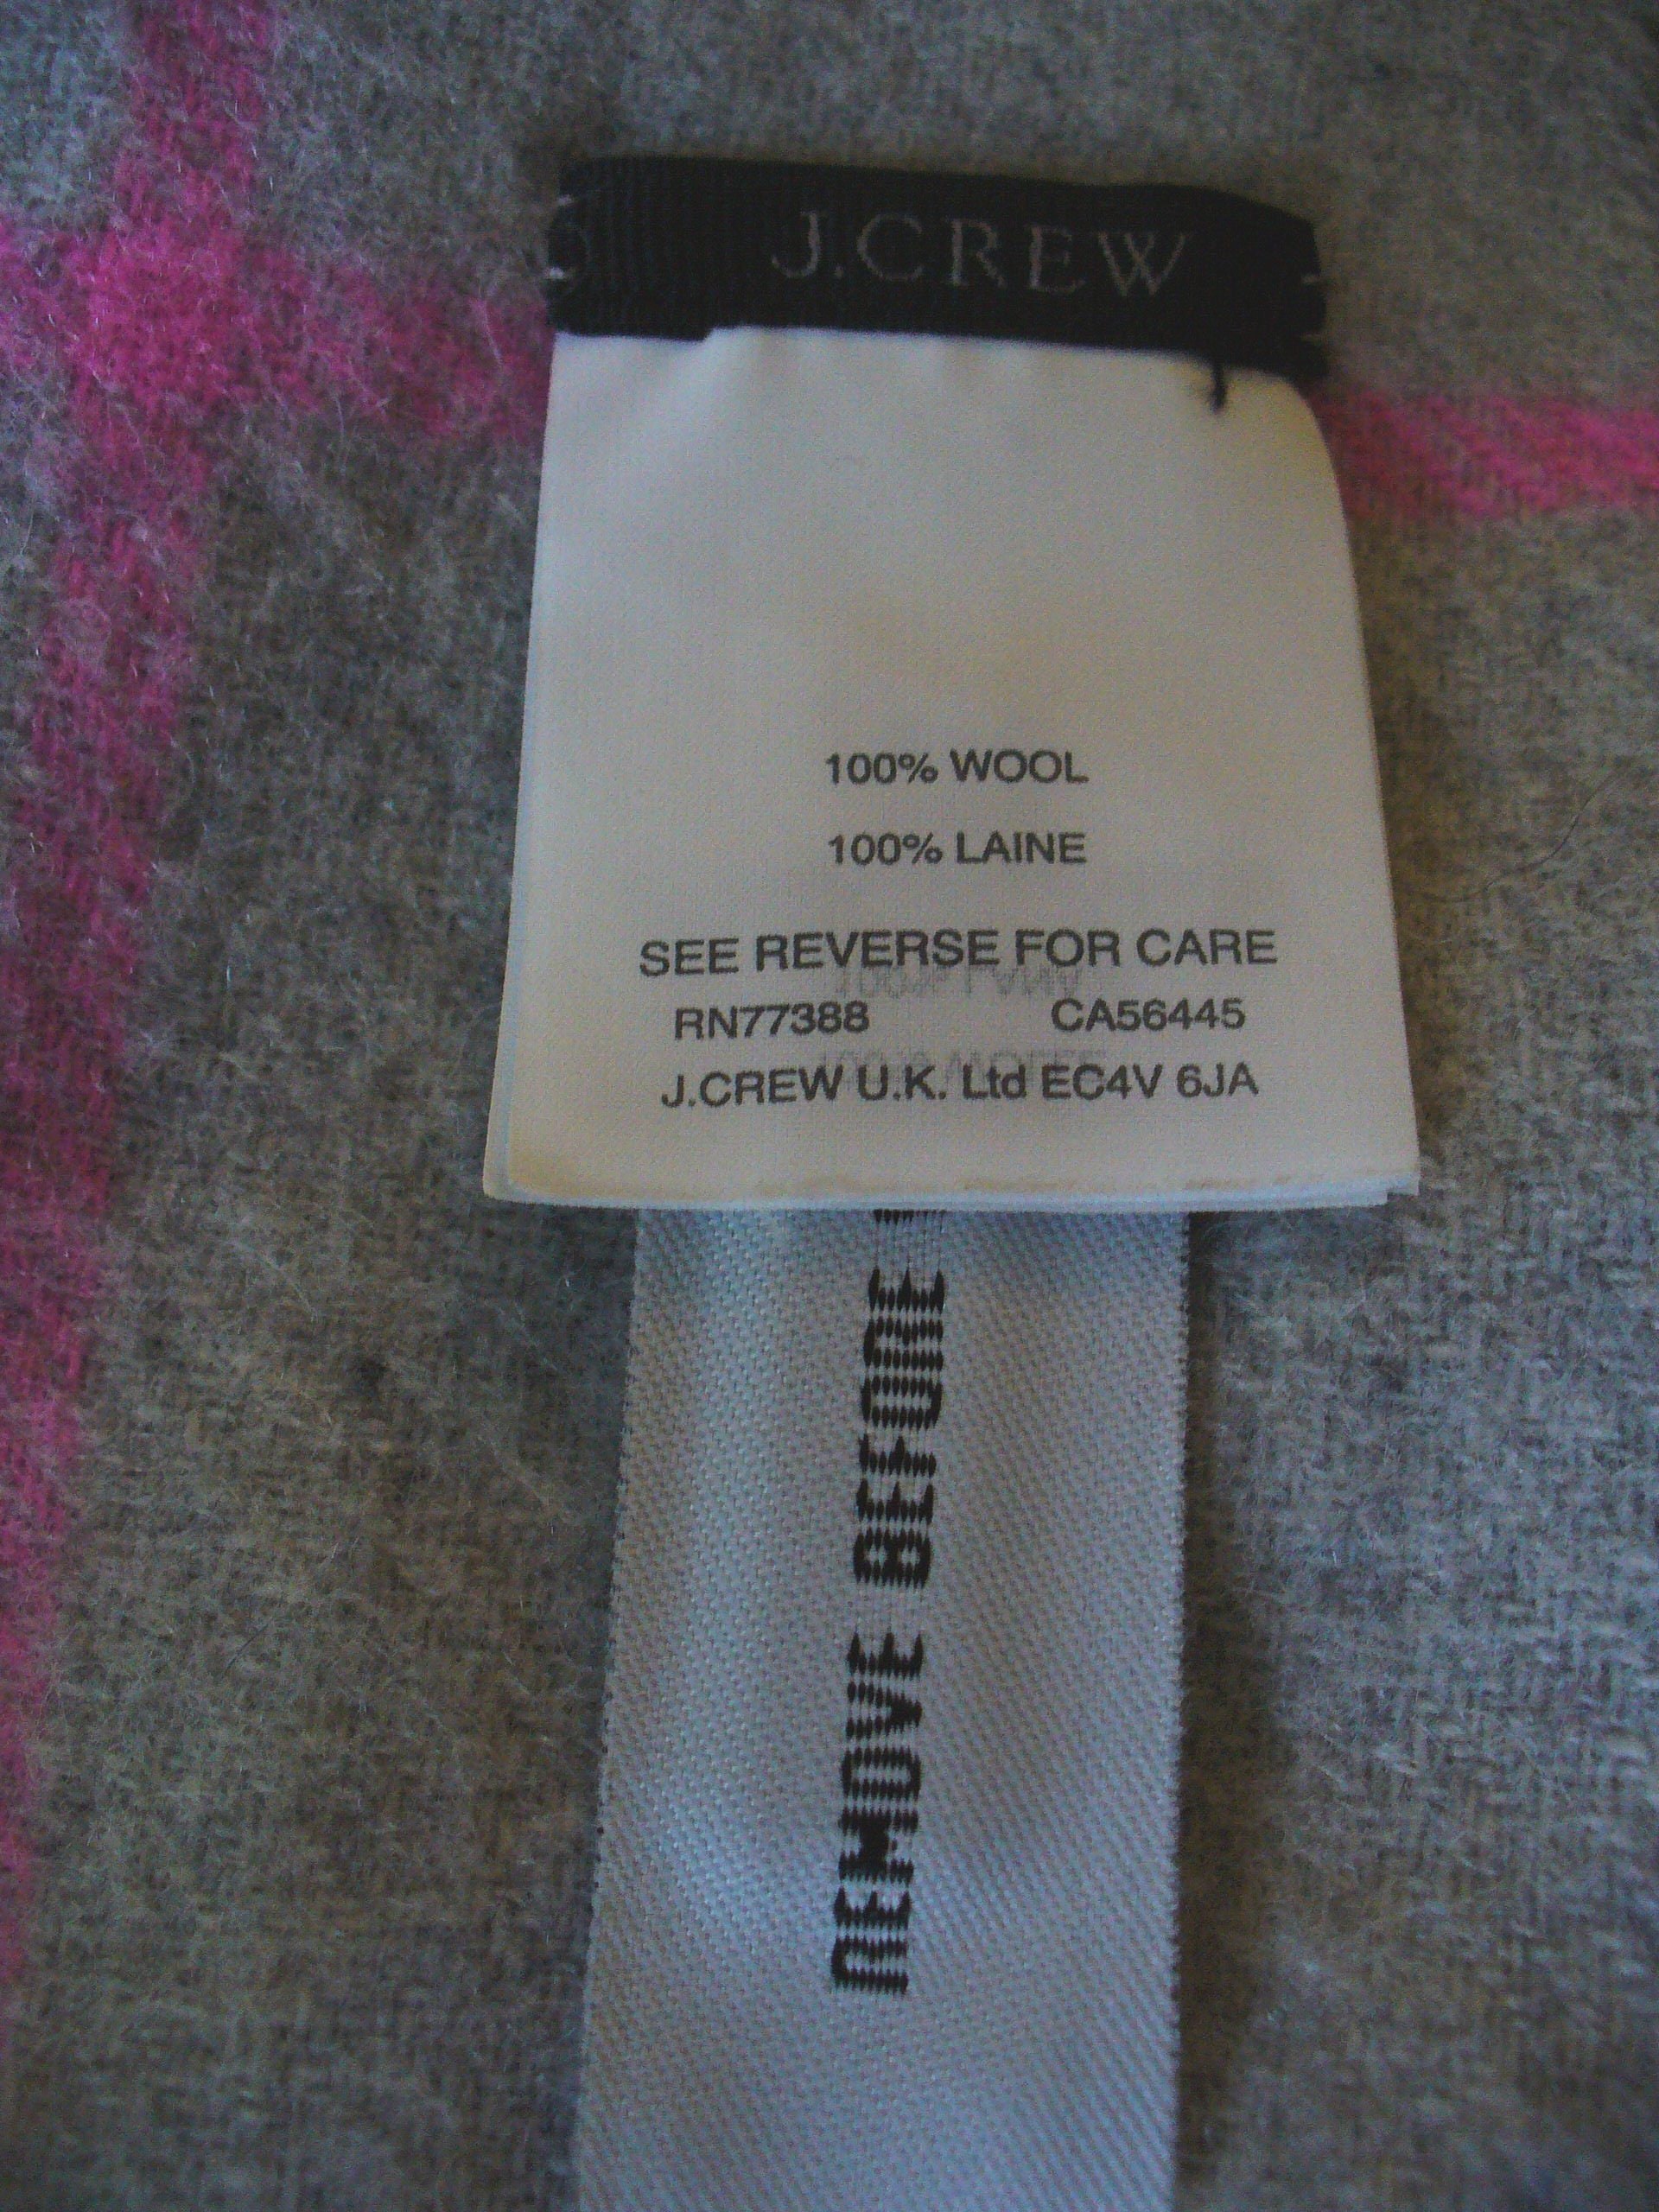 J.CREW
100% WOOL
100% LAINE
SEE REVERSE FOR CARE
RN77388 CA56445
J.CREW U.K. Ltd EC4V 6JA
REMOVE BEFORE